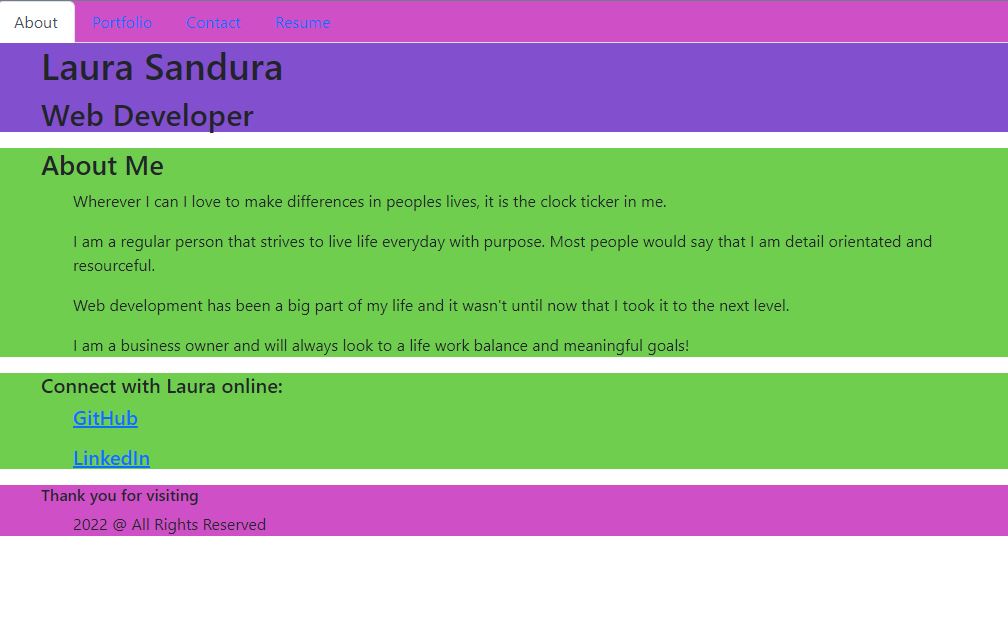 About Portfolio Contact Resume
Laura Sandura
Web Developer
About Me
Wherever I can I love to make differences in peoples lives, it is the clock ticker in me.
I am a regular person that strives to live life everyday with purpose. Most people would say that I am detail orientated and
resourceful.
Web development has been a big part of my life and it wasn't until now that I took it to the next level.
I am a business owner and will always look to a life work balance and meaningful goals!
Connect with Laura online:
GitHub
LinkedIn
Thank you for visiting
2022 @ All Rights Reserved